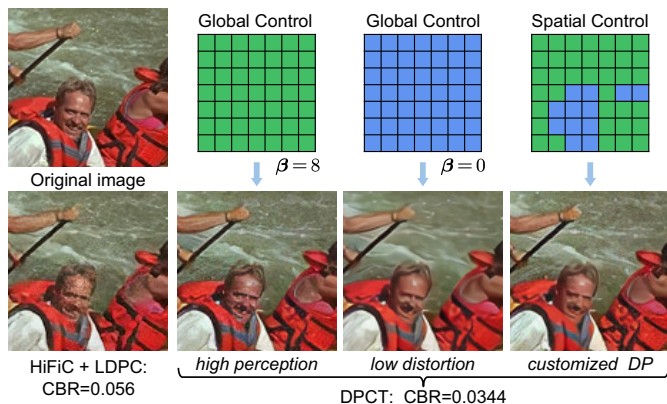 Global Control
Global Control
Spatial Control
Original image
β = 8
β = 0
high perception
low distortion
customized DP
HiFiC + LDPC:
CBR=0.056
DPCT: CBR=0.0344